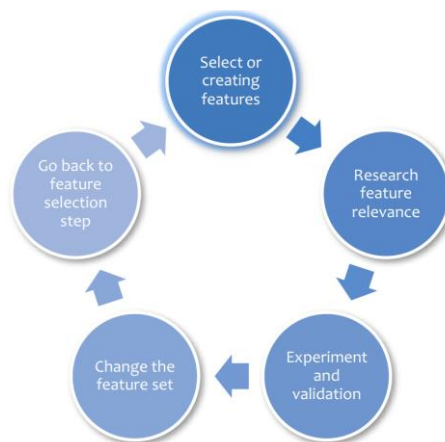 Select or
creating
features
Research
feature
relevance
Experiment
and
validation
Change the
feature set
Go back to
feature
selection
step